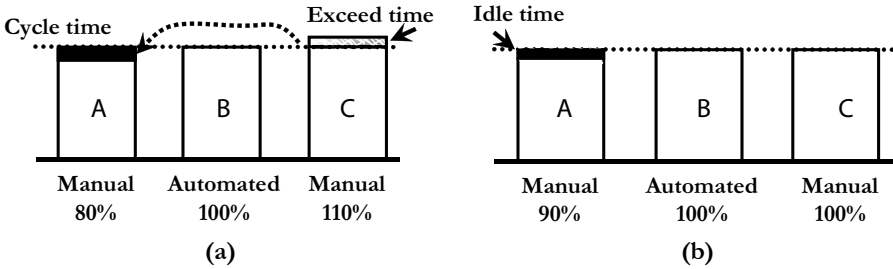 Exceed time
Cycle time
A
B
C
Manual
Automated
Manual
80%
100%
110%
(a)
Idle time
A
B
C
Manual
Automated
Manual
90%
100%
100%
(b)